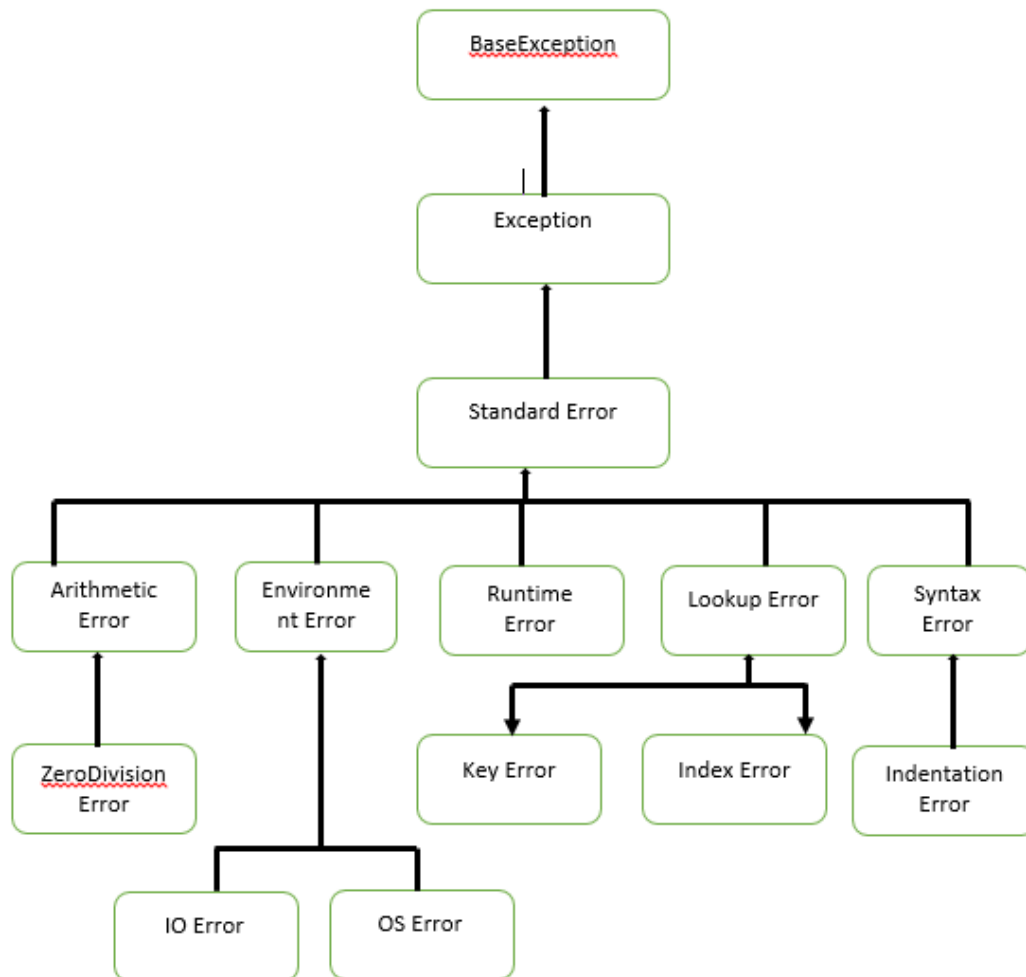 BaseException
Exception
Standard Error
Arithmetic
Error
Environme
nt Error
Runtime
Error
Lookup Error
Syntax
Error
ZeroDivision
Error
Key Error
Index Error
Indentation
Error
IO Error
OS Error